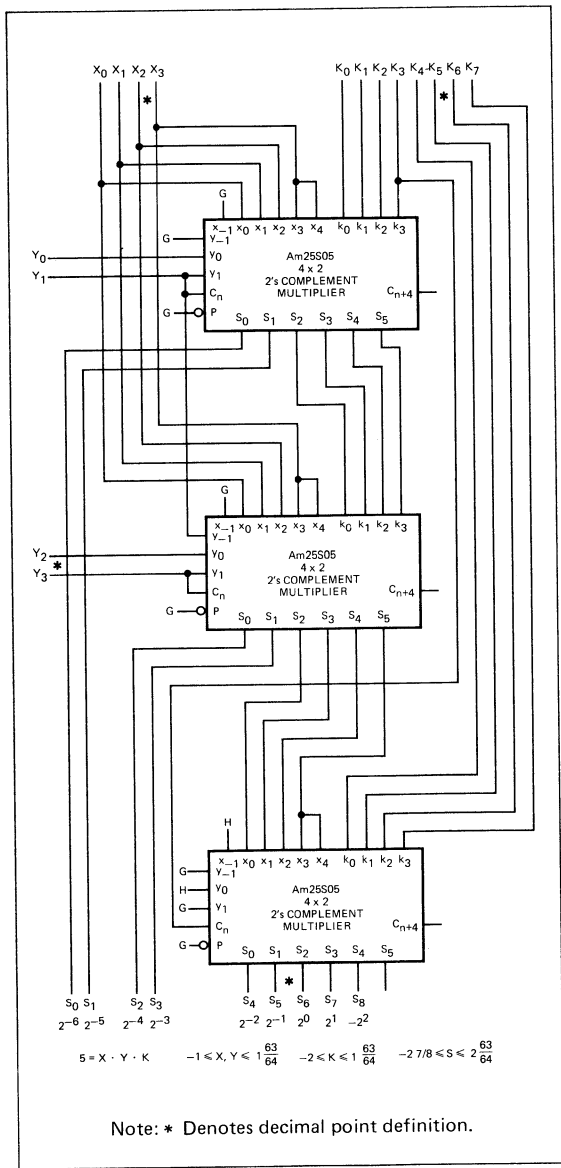 X0 X1 X2 X3 K0 K1 K2 K3 K4 K5 K6 K7
* *
G
x−1 x0 x1 x2 x3 x4 k0 k1 k2 k3
G y−1
Y0 y0 Am25S05
4 x 2
Y1 y1 2's COMPLEMENT
Cn MULTIPLIER Cn+4
G P
S0 S1 S2 S3 S4 S5
G
x−1 x0 x1 x2 x3 x4 k0 k1 k2 k3
y−1
Y2 y0 Am25S05
* 4 x 2
Y3 y1 2's COMPLEMENT
Cn MULTIPLIER Cn+4
G P
S0 S1 S2 S3 S4 S5
H
x−1 x0 x1 x2 x3 x4 k0 k1 k2 k3
G y−1
H y0 Am25S05
4 x 2
G y1 2's COMPLEMENT
Cn MULTIPLIER Cn+4
G P
S0 S1 S2 S3 S4 S5
*
S0 S1 S2 S3 S4 S5 S6 S7 S8
2−6 2−5 2−4 2−3 2−2 2−1 20 21 −22
5 = X · Y · K −1 ≤ X, Y ≤ 1 63/64 −2 ≤ K ≤ 1 63/64 −2 7/8 ≤ S ≤ 2 63/64
Note: * Denotes decimal point definition.